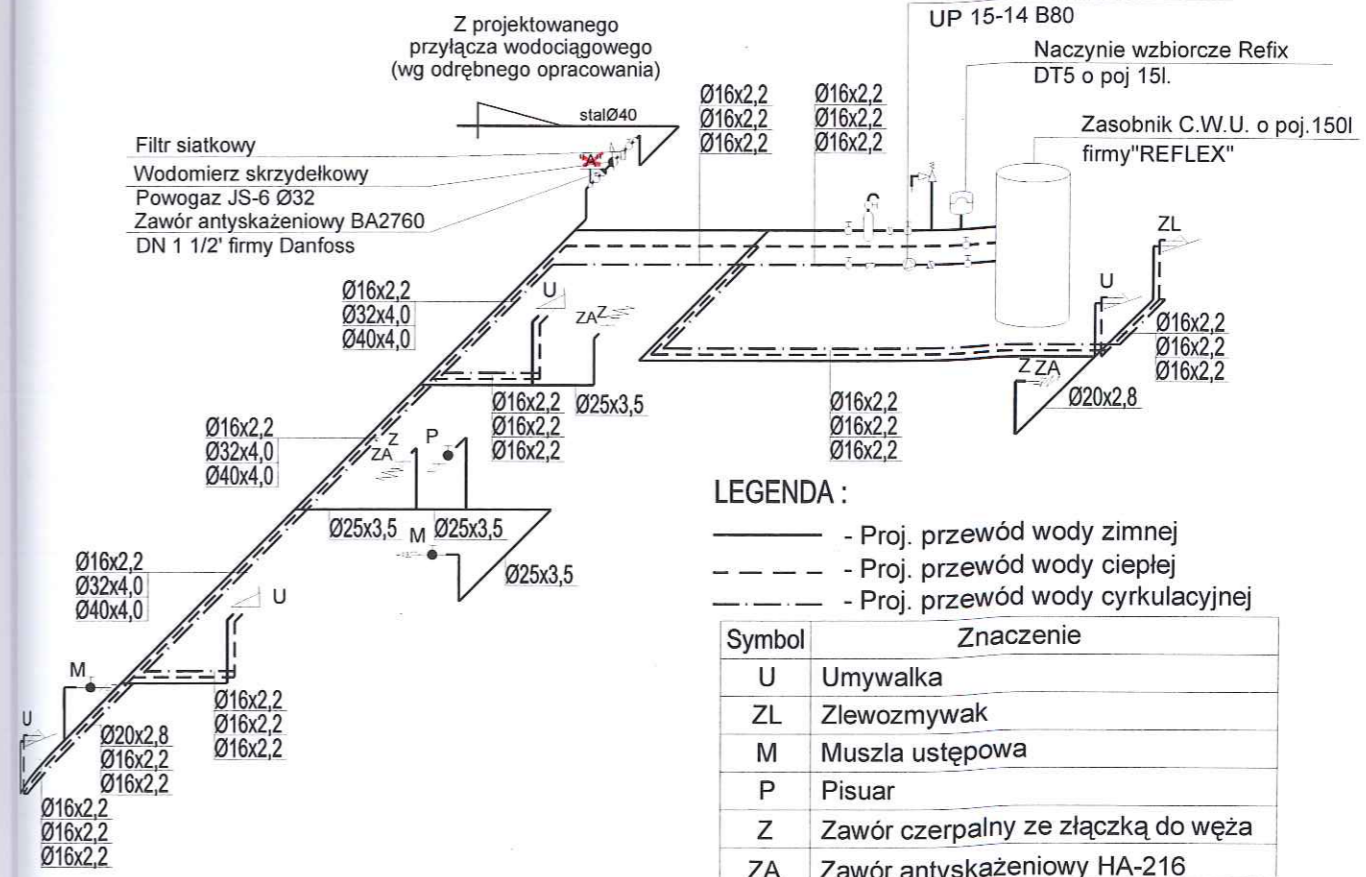 Z projektowanego
przyłącza wodociągowego
(wg odrębnego opracowania)
UP 15-14 B80
Naczynie wzbiorcze Refix
DT5 o poj 15l.
Zasobnik C.W.U. o poj.150l
firmy"REFLEX"
stalØ40
Ø16x2,2
Ø16x2,2
Ø16x2,2
Ø16x2,2
Ø16x2,2
Ø16x2,2
Filtr siatkowy
Wodomierz skrzydełkowy
Powogaz JS-6 Ø32
Zawór antyskażeniowy BA2760
DN 1 1/2' firmy Danfoss
ZL
U
Ø16x2,2
Ø16x2,2
Ø16x2,2
Z ZA
Ø20x2,8
Ø16x2,2
Ø32x4,0
Ø40x4,0
U
ZA
Z
Ø16x2,2
Ø16x2,2
Ø16x2,2
Ø25x3,5
Ø16x2,2
Ø16x2,2
Ø16x2,2
Ø16x2,2
Ø32x4,0
Ø40x4,0
Z
ZA
P
Ø25x3,5
M
Ø25x3,5
Ø25x3,5
Ø16x2,2
Ø32x4,0
Ø40x4,0
U
M
Ø16x2,2
Ø16x2,2
Ø16x2,2
U
Ø20x2,8
Ø16x2,2
Ø16x2,2
Ø16x2,2
Ø16x2,2
Ø16x2,2
LEGENDA :
- Proj. przewód wody zimnej
- Proj. przewód wody ciepłej
- Proj. przewód wody cyrkulacyjnej
Symbol Znaczenie
U Umywalka
ZL Zlewozmywak
M Muszla ustępowa
P Pisuar
Z Zawór czerpalny ze złączką do węża
ZA Zawór antyskażeniowy HA-216